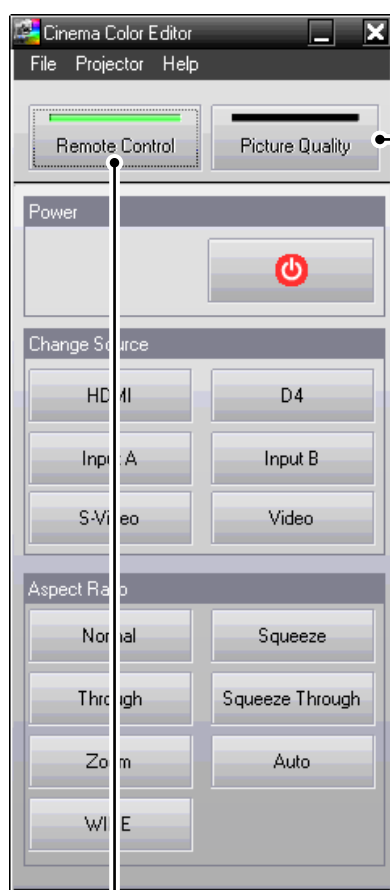 Cinema Color Editor
File Projector Help
Remote Control Picture Quality
Power
Change Source
HDMI D4
Input A Input B
S-Video Video
Aspect Ratio
Normal Squeeze
Through Squeeze Through
Zoom Auto
WIDE